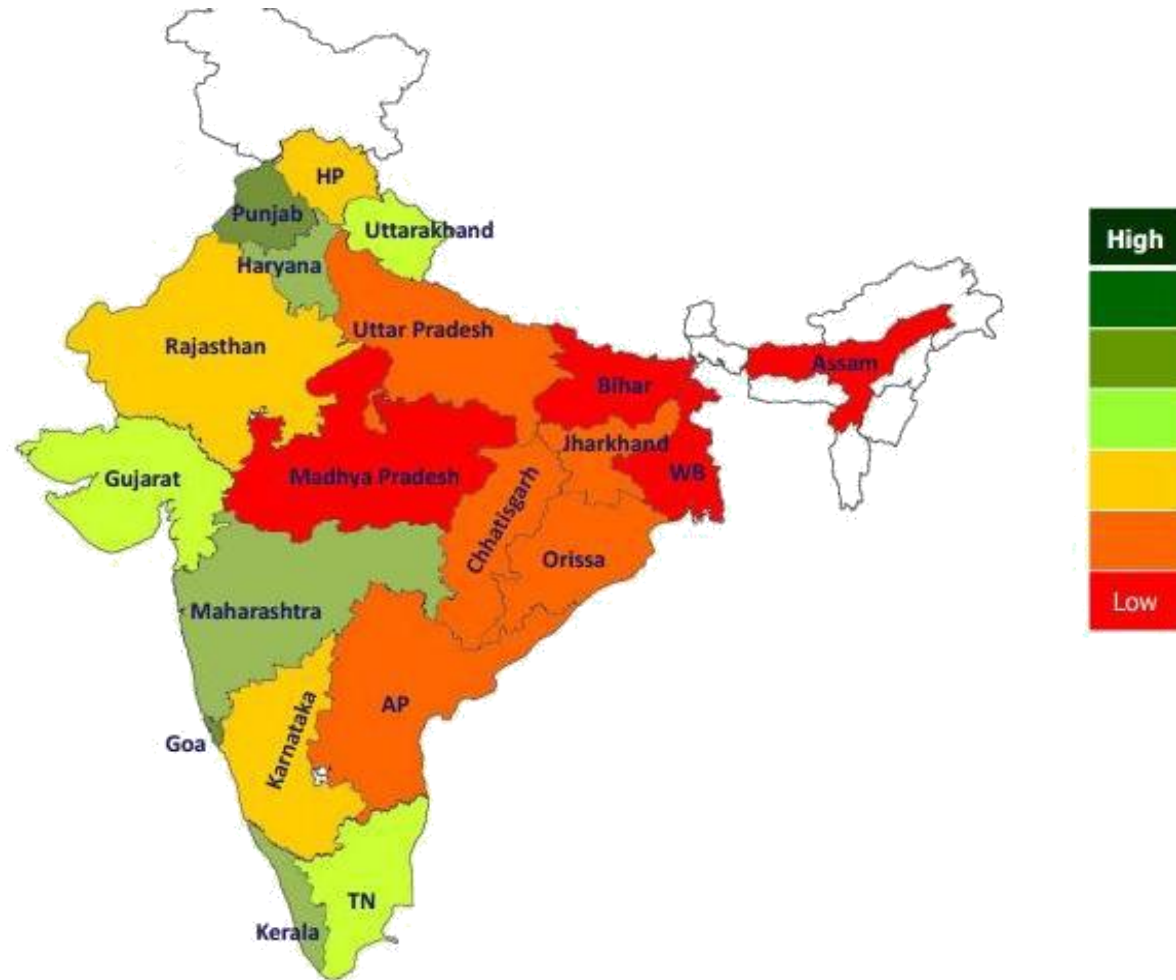 HP
Punjab
Uttarakhand
Haryana
High
Uttar Pradesh
Rajasthan
Assam
Bihar
Jharkhand
Gujarat
Madhya Pradesh
WB
Chhatisgarh
Orissa
Low
Maharashtra
AP
Karnataka
Goa
TN
Kerala